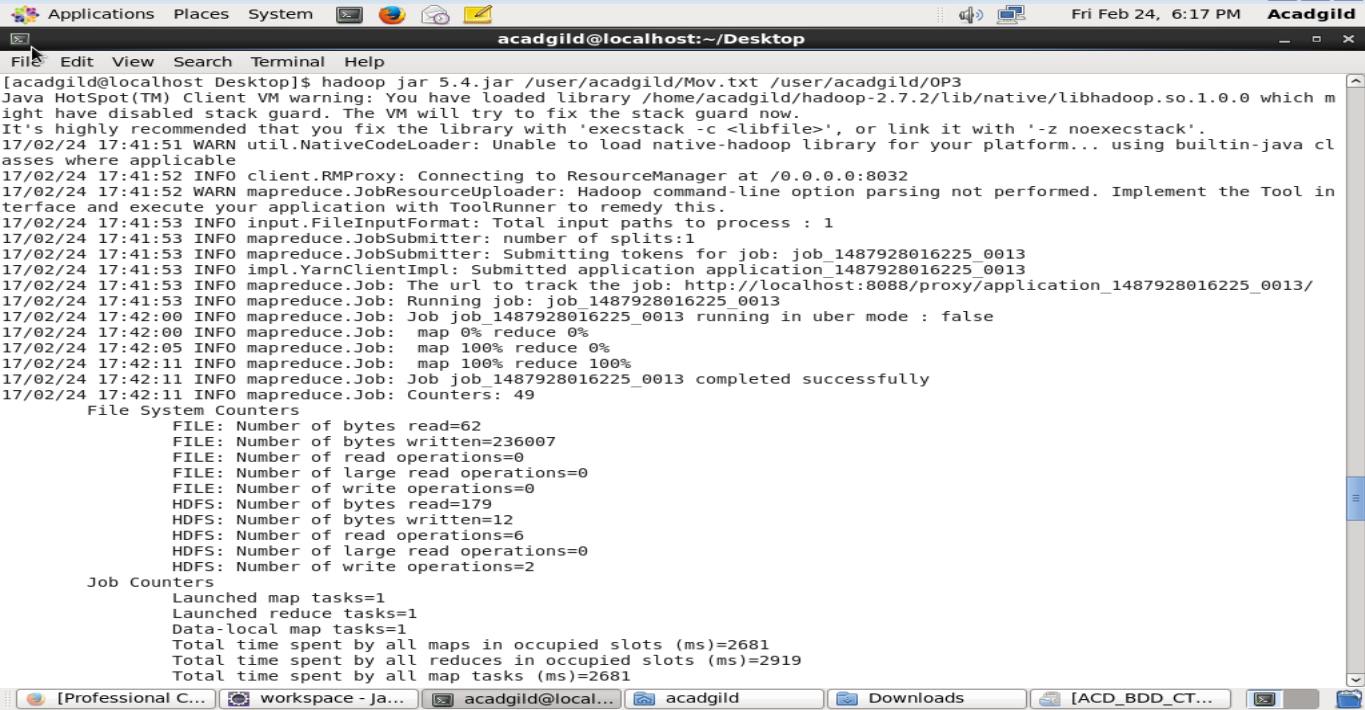 Applications Places System Fri Feb 24, 6:17 PM Acadgild
acadgild@localhost:~/Desktop
File Edit View Search Terminal Help
[acadgild@localhost Desktop]$ hadoop jar 5.4.jar /user/acadgild/Mov.txt /user/acadgild/OP3
Java HotSpot(TM) Client VM warning: You have loaded library /home/acadgild/hadoop-2.7.2/lib/native/libhadoop.so.1.0.0 which m
ight have disabled stack guard. The VM will try to fix the stack guard now.
It's highly recommended that you fix the library with 'execstack -c <libfile>', or link it with '-z noexecstack'.
17/02/24 17:41:51 WARN util.NativeCodeLoader: Unable to load native-hadoop library for your platform... using builtin-java cl
asses where applicable
17/02/24 17:41:52 INFO client.RMProxy: Connecting to ResourceManager at /0.0.0.0:8032
17/02/24 17:41:52 WARN mapreduce.JobResourceUploader: Hadoop command-line option parsing not performed. Implement the Tool in
terface and execute your application with ToolRunner to remedy this.
17/02/24 17:41:53 INFO input.FileInputFormat: Total input paths to process : 1
17/02/24 17:41:53 INFO mapreduce.JobSubmitter: number of splits:1
17/02/24 17:41:53 INFO mapreduce.JobSubmitter: Submitting tokens for job: job_1487928016225_0013
17/02/24 17:41:53 INFO impl.YarnClientImpl: Submitted application application_1487928016225_0013
17/02/24 17:41:53 INFO mapreduce.Job: The url to track the job: http://localhost:8088/proxy/application_1487928016225_0013/
17/02/24 17:41:53 INFO mapreduce.Job: Running job: job_1487928016225_0013
17/02/24 17:42:00 INFO mapreduce.Job: Job job_1487928016225_0013 running in uber mode : false
17/02/24 17:42:00 INFO mapreduce.Job:  map 0% reduce 0%
17/02/24 17:42:05 INFO mapreduce.Job:  map 100% reduce 0%
17/02/24 17:42:11 INFO mapreduce.Job:  map 100% reduce 100%
17/02/24 17:42:11 INFO mapreduce.Job: Job job_1487928016225_0013 completed successfully
17/02/24 17:42:11 INFO mapreduce.Job: Counters: 49
File System Counters
FILE: Number of bytes read=62
FILE: Number of bytes written=236007
FILE: Number of read operations=0
FILE: Number of large read operations=0
FILE: Number of write operations=0
HDFS: Number of bytes read=179
HDFS: Number of bytes written=12
HDFS: Number of read operations=6
HDFS: Number of large read operations=0
HDFS: Number of write operations=2
Job Counters
Launched map tasks=1
Launched reduce tasks=1
Data-local map tasks=1
Total time spent by all maps in occupied slots (ms)=2681
Total time spent by all reduces in occupied slots (ms)=2919
Total time spent by all map tasks (ms)=2681
[Professional C... workspace - Ja... acadgild@local... acadgild Downloads [ACD_BDD_CT...